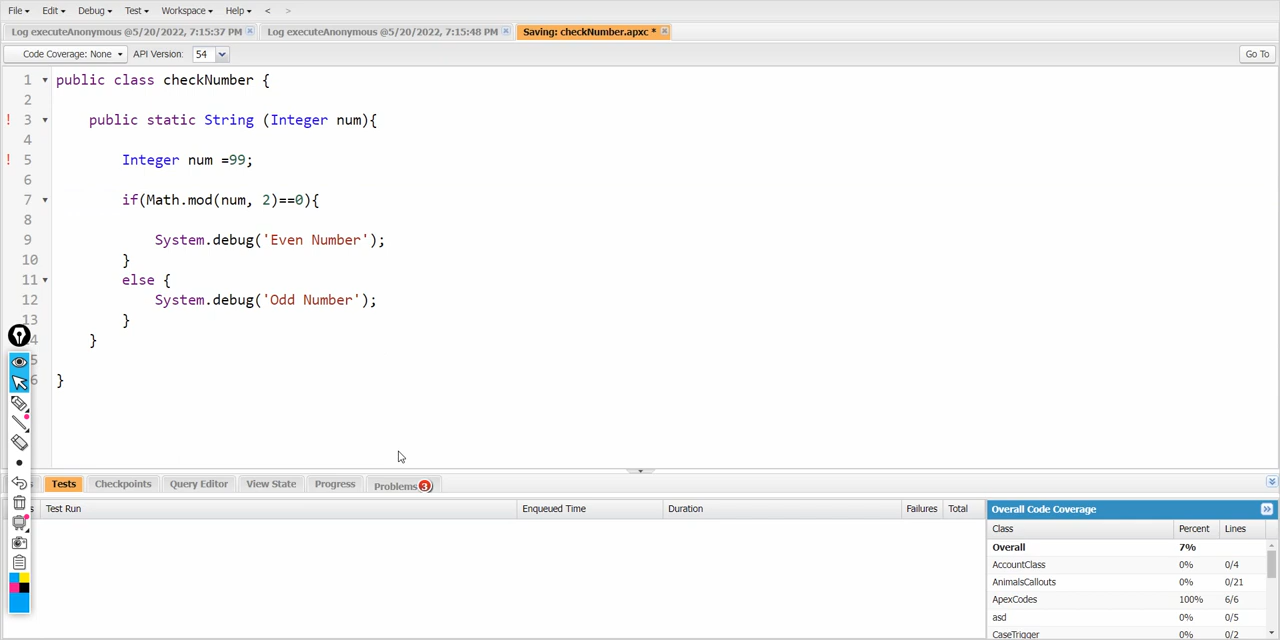 File Edit Debug Test Workspace Help < >
Log executeAnonymous @5/20/2022, 7:15:37 PM Log executeAnonymous @5/20/2022, 7:15:48 PM Saving: checkNumber.apxc *
Code Coverage: None API Version: 54 Go To
1 public class checkNumber {
2
! 3 public static String (Integer num){
4
! 5 Integer num =99;
6
7 if(Math.mod(num, 2)==0){
8
9 System.debug('Even Number');
10 }
11 else {
12 System.debug('Odd Number');
13 }
4 }
5
6 }
s Tests Checkpoints Query Editor View State Progress Problems 3
s Test Run Enqueued Time Duration Failures Total Overall Code Coverage
Class Percent Lines
Overall 7%
AccountClass 0% 0/4
AnimalsCallouts 0% 0/21
ApexCodes 100% 6/6
asd 0% 0/5
CaseTrigger 0% 0/2